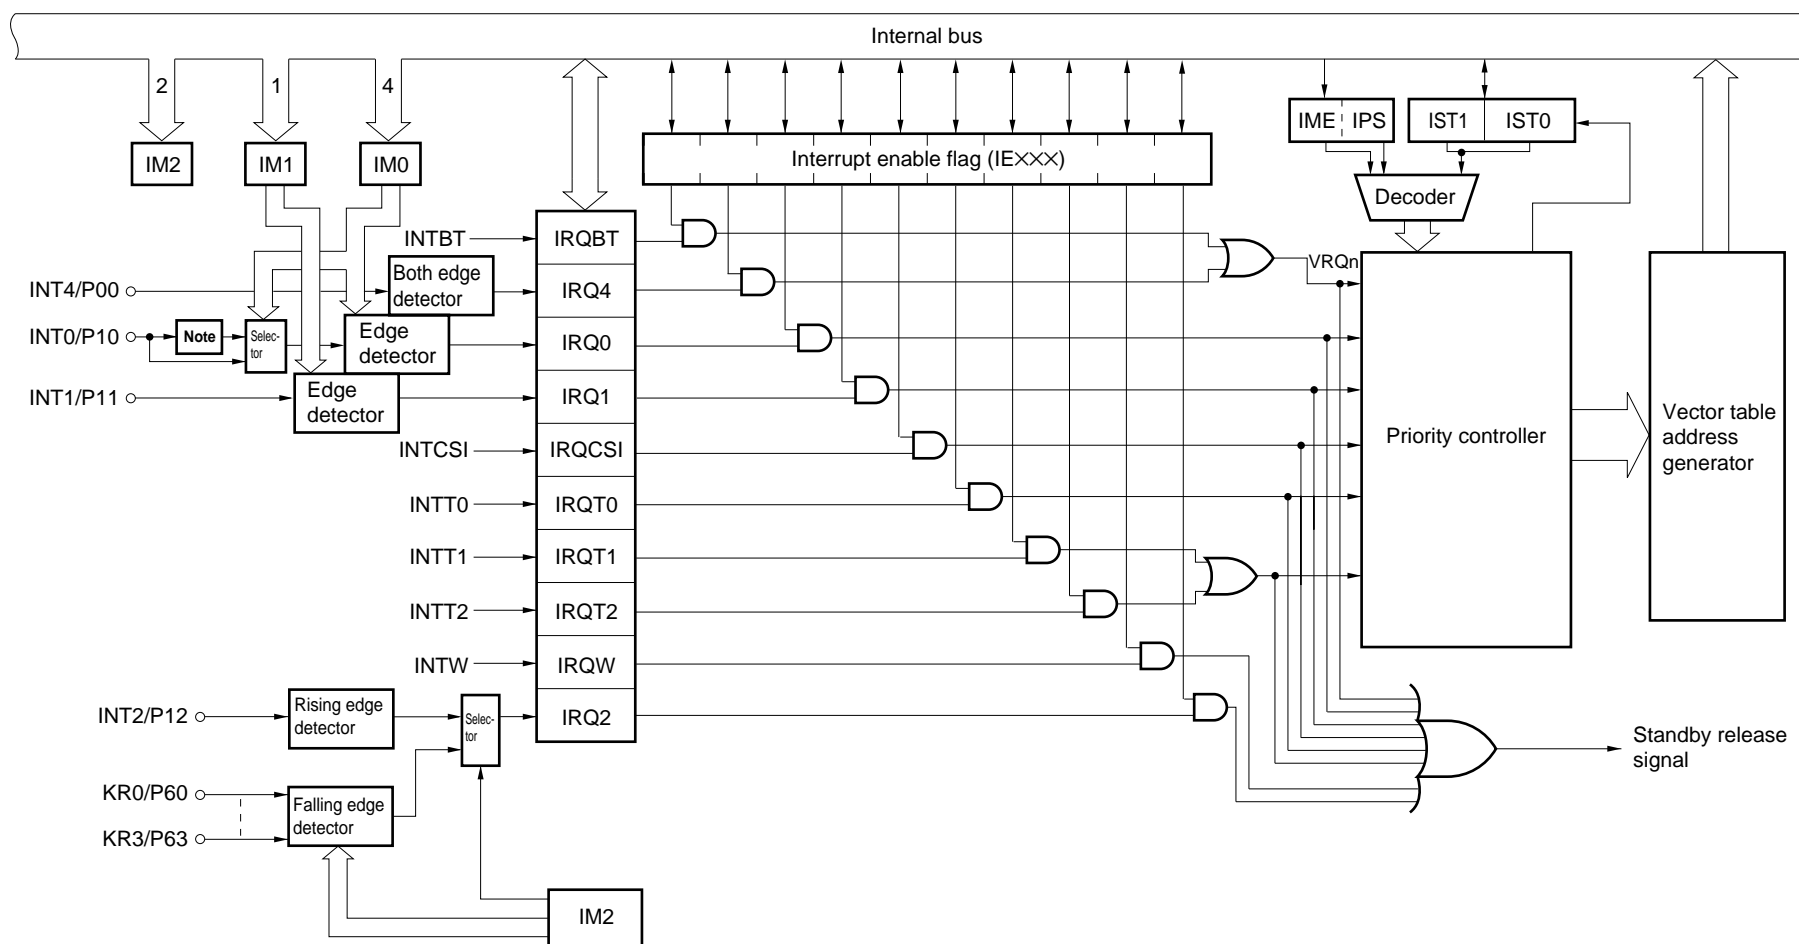 Internal bus
2
1
4
IM2
IM1
IM0
IME
IPS
IST1
IST0
Interrupt enable flag (IE×××)
Decoder
INTBT
IRQBT
VRQn
INT4/P00
Both edge
detector
IRQ4
INT0/P10
Note
Selec-
tor
Edge
detector
IRQ0
INT1/P11
Edge
detector
IRQ1
INTCSI
IRQCSI
Priority controller
Vector table
address
generator
INTT0
IRQT0
INTT1
IRQT1
INTT2
IRQT2
INTW
IRQW
INT2/P12
Rising edge
detector
Selec-
tor
IRQ2
Standby release
signal
KR0/P60
Falling edge
detector
KR3/P63
IM2